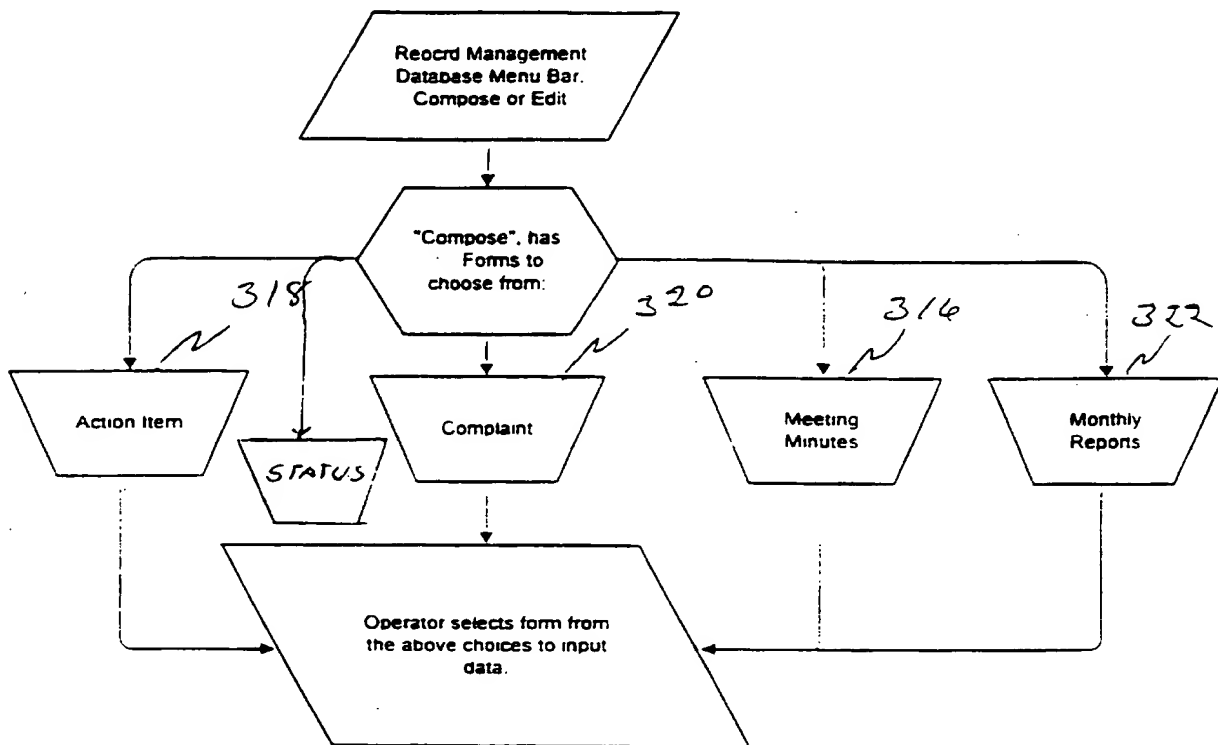 Reocrd Management
Database Menu Bar.
Compose or Edit
"Compose", has
Forms to
choose from:
318
320
316
322
Action Item
STATUS
Complaint
Meeting
Minutes
Monthly
Reports
Operator selects form from
the above choices to input
data.